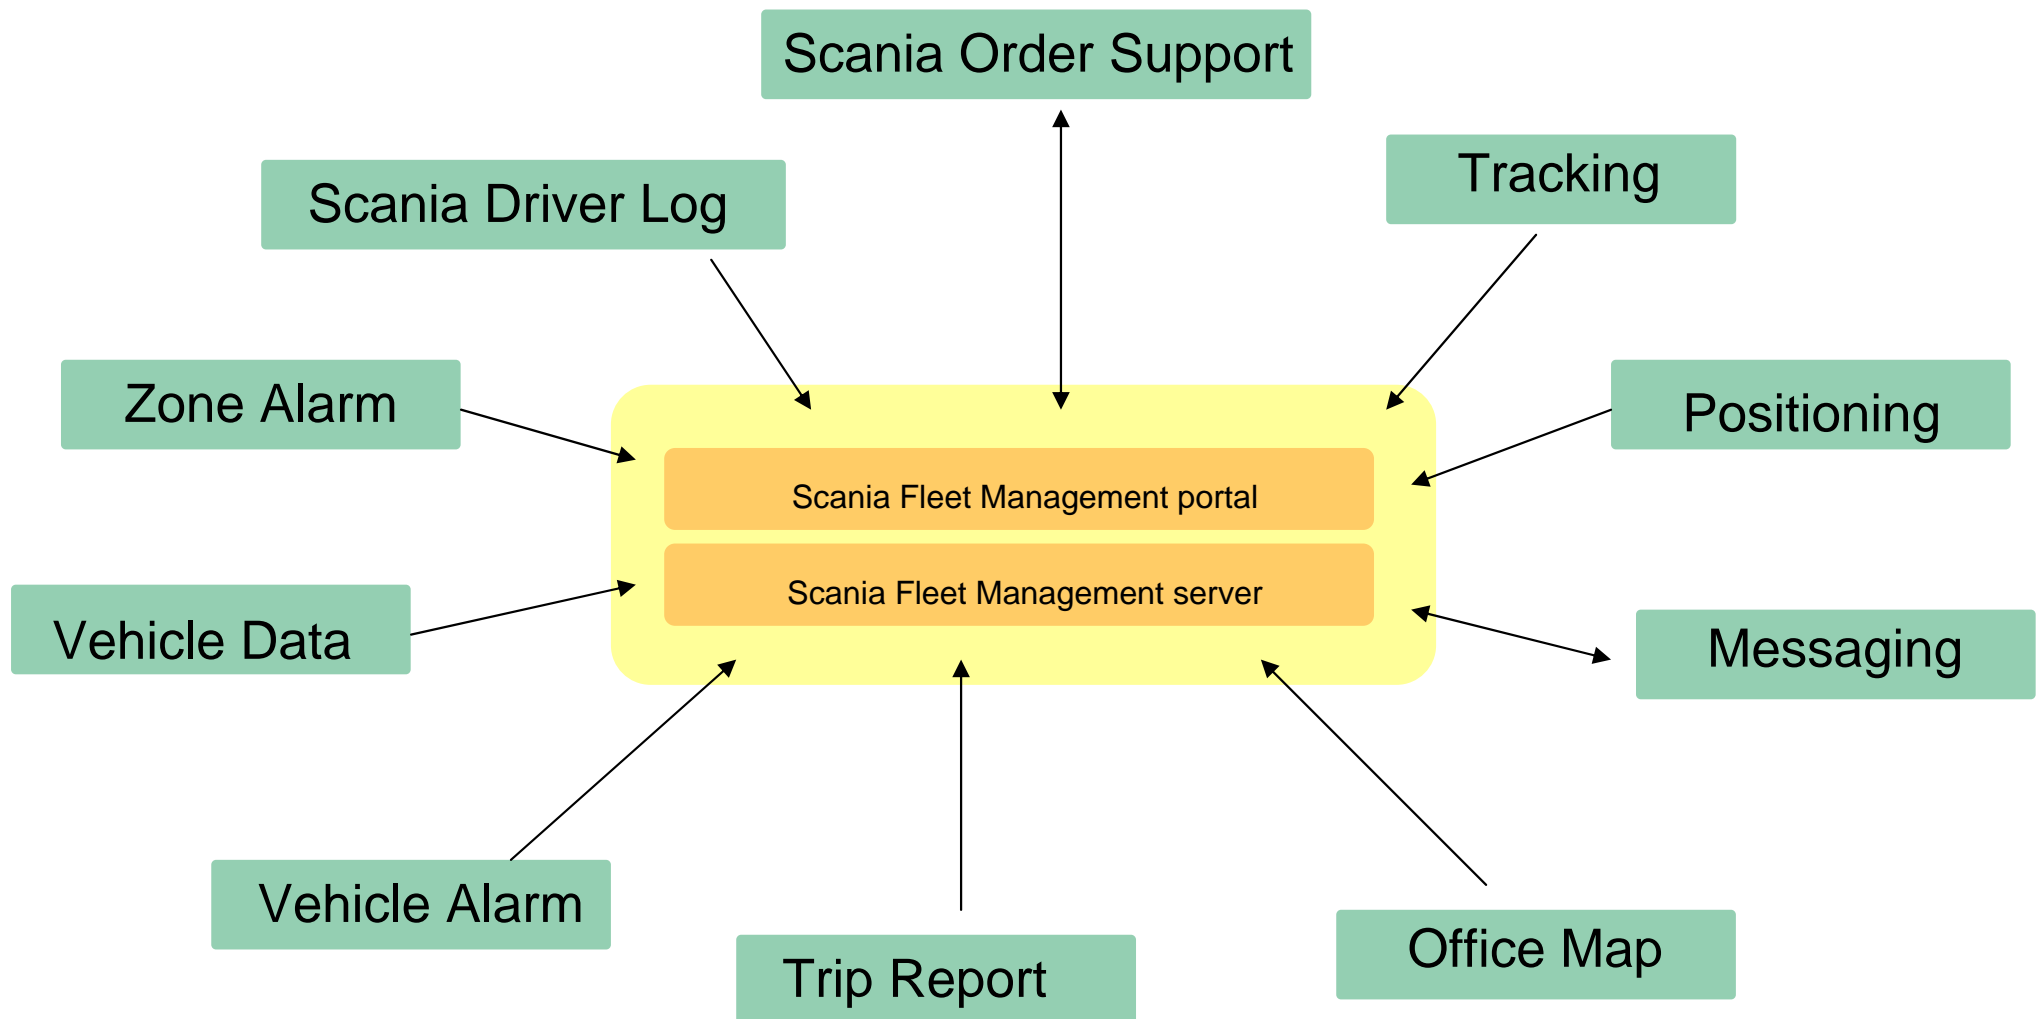 Scania Order Support
Tracking
Scania Driver Log
Zone Alarm
Positioning
Scania Fleet Management portal
Scania Fleet Management server
Vehicle Data
Messaging
Vehicle Alarm
Office Map
Trip Report